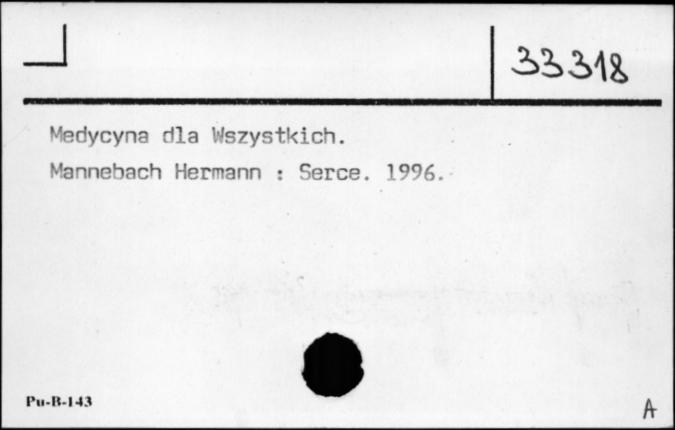 33318
Medycyna dla Wszystkich.
Mannebach Hermann : Serce. 1996.
Pu-B-143
A